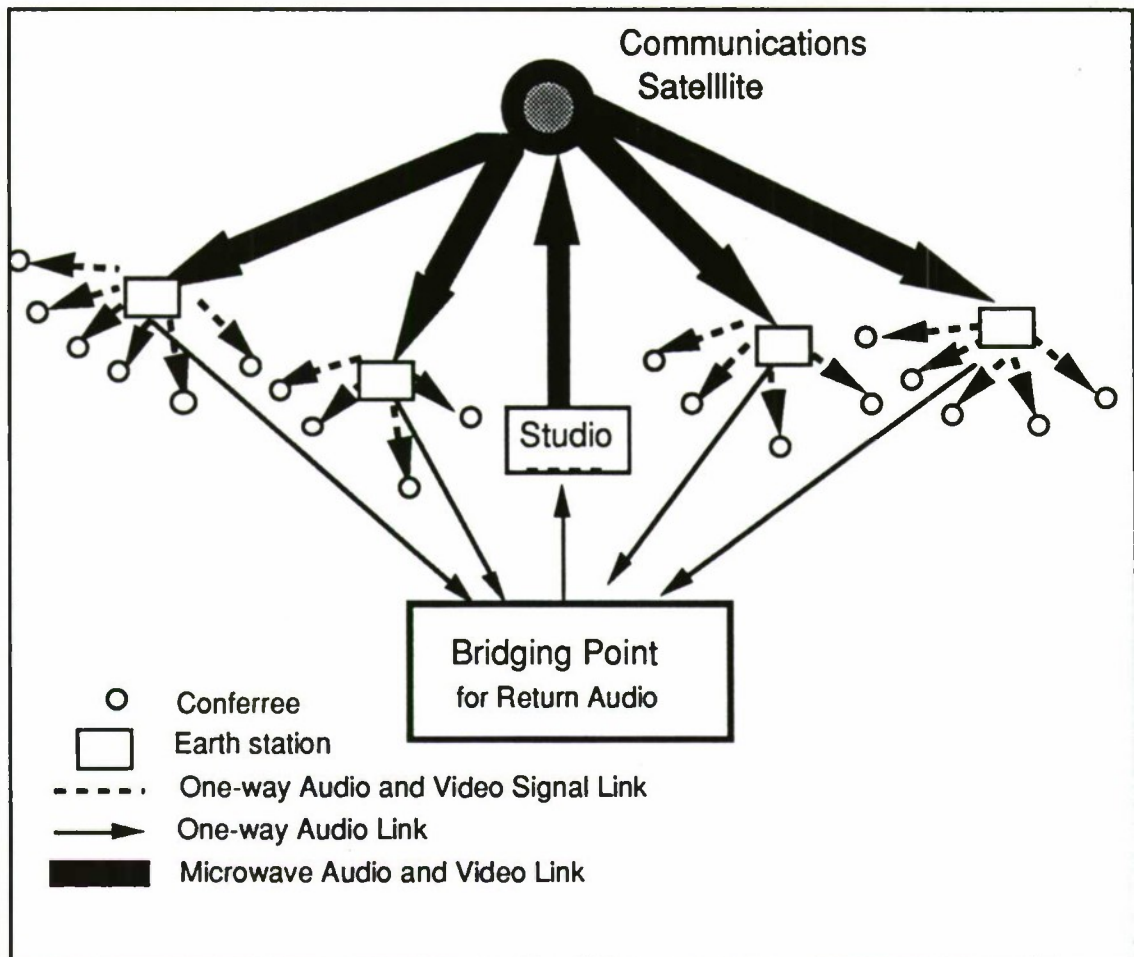 Communications
Satelllite
Studio
Bridging Point
for Return Audio
Conferree
Earth station
One-way Audio and Video Signal Link
One-way Audio Link
Microwave Audio and Video Link